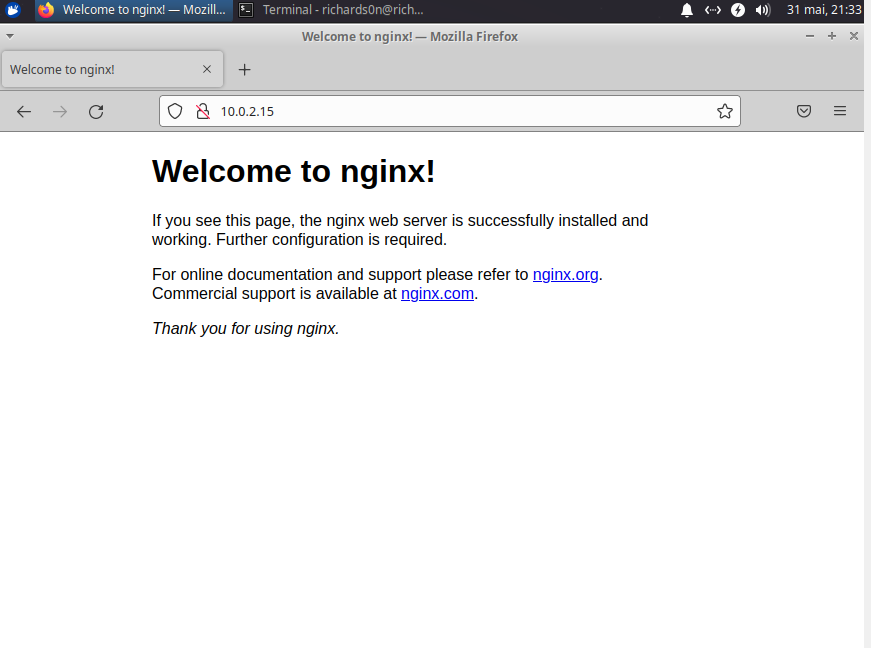 Welcome to nginx! — Mozill...
Terminal - richards0n@rich...
31 mai, 21:33
Welcome to nginx! — Mozilla Firefox
Welcome to nginx!
10.0.2.15
Welcome to nginx!
If you see this page, the nginx web server is successfully installed and
working. Further configuration is required.
For online documentation and support please refer to nginx.org.
Commercial support is available at nginx.com.
Thank you for using nginx.